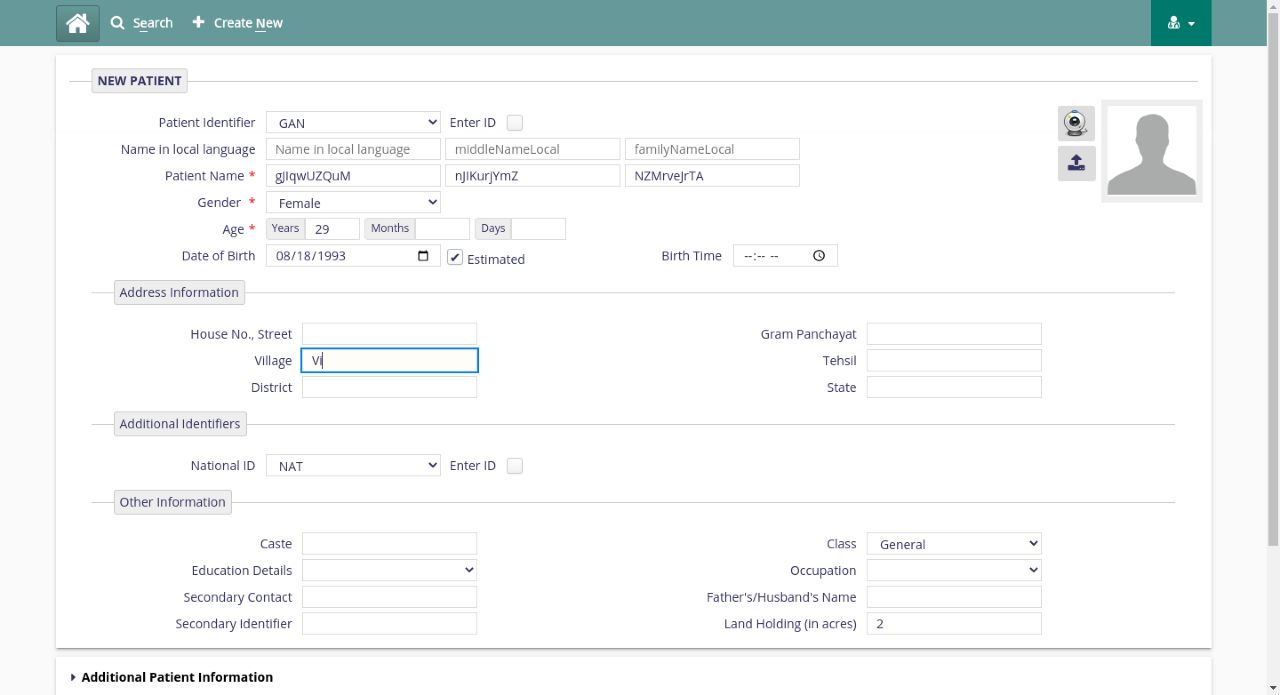 Search Create New
NEW PATIENT
Patient Identifier GAN Enter ID
Name in local language Name in local language middleNameLocal familyNameLocal
Patient Name * gJIqwUZQuM nJIKurjYmZ NZMrveJrTA
Gender * Female
Age * Years 29 Months Days
Date of Birth 08/18/1993 Estimated Birth Time --:-- --
Address Information
House No., Street Gram Panchayat
Village Vi Tehsil
District State
Additional Identifiers
National ID NAT Enter ID
Other Information
Caste Class General
Education Details Occupation
Secondary Contact Father's/Husband's Name
Secondary Identifier Land Holding (in acres) 2
Additional Patient Information